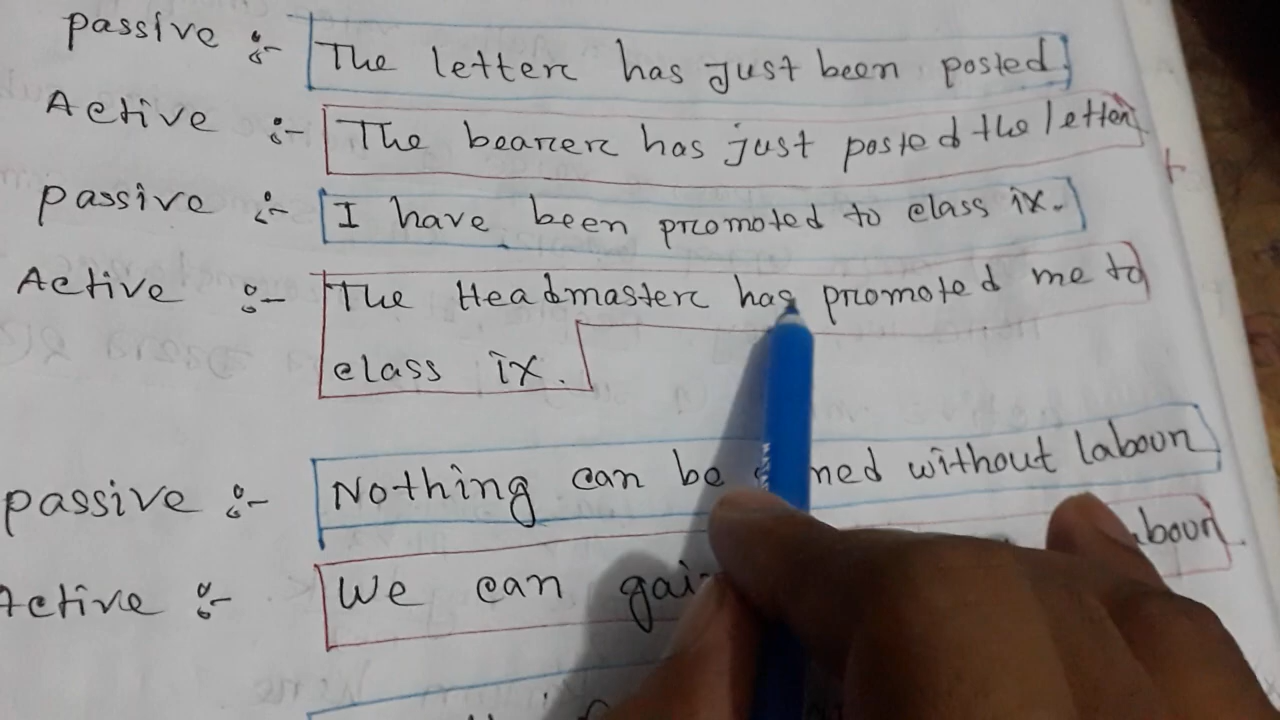 Passive :- The letter has just been posted.
Active :- The bearer has just posted the letter
Passive :- I have been promoted to class ix.
Active :- The Headmaster has promoted me to
class ix.
Passive :- Nothing can be without labour
Active :- We can